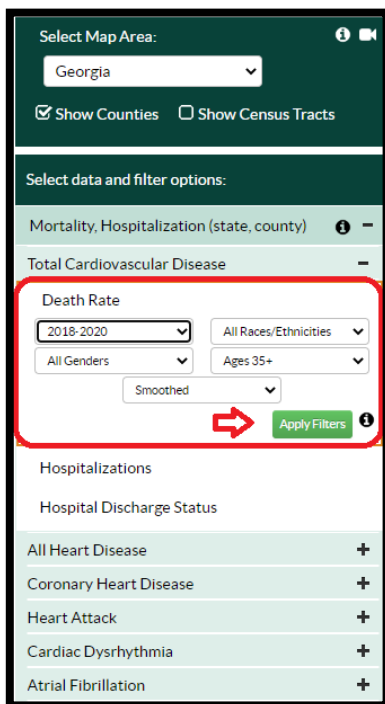 Select Map Area:
Georgia
Show Counties Show Census Tracts
Select data and filter options:
Mortality, Hospitalization (state, county)
Total Cardiovascular Disease
Death Rate
2018-2020 All Races/Ethnicities
All Genders Ages 35+
Smoothed
Apply Filters
Hospitalizations
Hospital Discharge Status
All Heart Disease
Coronary Heart Disease
Heart Attack
Cardiac Dysrhythmia
Atrial Fibrillation